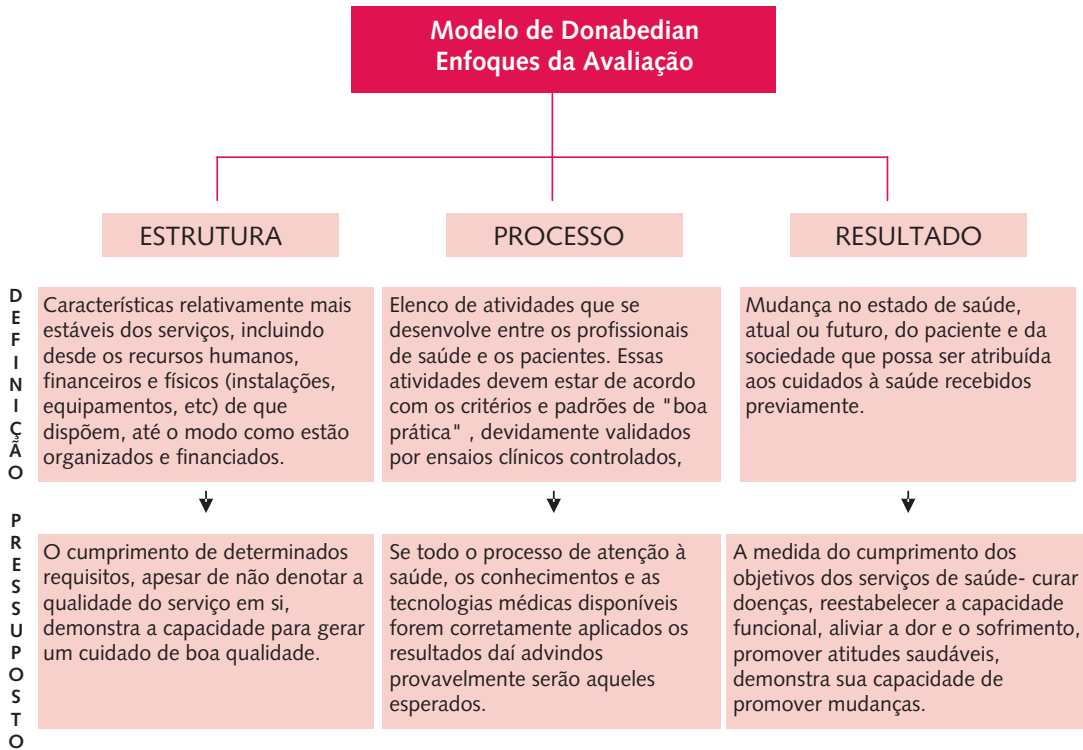 Modelo de Donabedian
Enfoques da Avaliação
ESTRUTURA
PROCESSO
RESULTADO
DEFINIÇÃO
Características relativamente mais
estáveis dos serviços, incluindo
desde os recursos humanos,
financeiros e físicos (instalações,
equipamentos, etc) de que
dispõem, até o modo como estão
organizados e financiados.
Elenco de atividades que se
desenvolve entre os profissionais
de saúde e os pacientes. Essas
atividades devem estar de acordo
com os critérios e padrões de "boa
prática" , devidamente validados
por ensaios clínicos controlados,
Mudança no estado de saúde,
atual ou futuro, do paciente e da
sociedade que possa ser atribuída
aos cuidados à saúde recebidos
previamente.
PRESSUPOSTO
O cumprimento de determinados
requisitos, apesar de não denotar a
qualidade do serviço em si,
demonstra a capacidade para gerar
um cuidado de boa qualidade.
Se todo o processo de atenção à
saúde, os conhecimentos e as
tecnologias médicas disponíveis
forem corretamente aplicados os
resultados daí advindos
provavelmente serão aqueles
esperados.
A medida do cumprimento dos
objetivos dos serviços de saúde- curar
doenças, reestabelecer a capacidade
funcional, aliviar a dor e o sofrimento,
promover atitudes saudáveis,
demonstra sua capacidade de
promover mudanças.